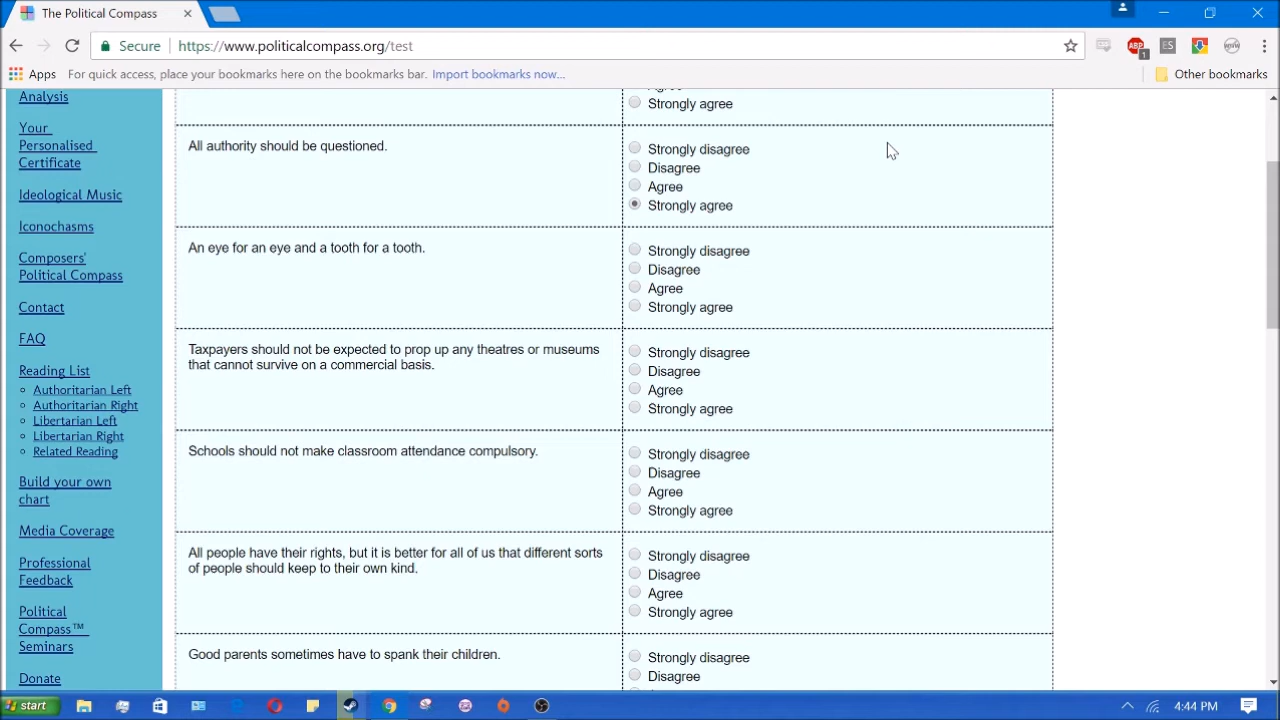 The Political Compass
Secure
https://www.politicalcompass.org/test
ABP
1
ES
Apps
For quick access, place your bookmarks here on the bookmarks bar.
Import bookmarks now...
Other bookmarks
Analysis
Your
Personalised
Certificate
Ideological Music
Iconochasms
Composers'
Political Compass
Contact
FAQ
Reading List
Authoritarian Left
Authoritarian Right
Libertarian Left
Libertarian Right
Related Reading
Build your own
chart
Media Coverage
Professional
Feedback
Political
Compass™
Seminars
Donate
Agree
Strongly agree
All authority should be questioned.
Strongly disagree
Disagree
Agree
Strongly agree
An eye for an eye and a tooth for a tooth.
Strongly disagree
Disagree
Agree
Strongly agree
Taxpayers should not be expected to prop up any theatres or museums
that cannot survive on a commercial basis.
Strongly disagree
Disagree
Agree
Strongly agree
Schools should not make classroom attendance compulsory.
Strongly disagree
Disagree
Agree
Strongly agree
All people have their rights, but it is better for all of us that different sorts
of people should keep to their own kind.
Strongly disagree
Disagree
Agree
Strongly agree
Good parents sometimes have to spank their children.
Strongly disagree
Disagree
start
4:44 PM